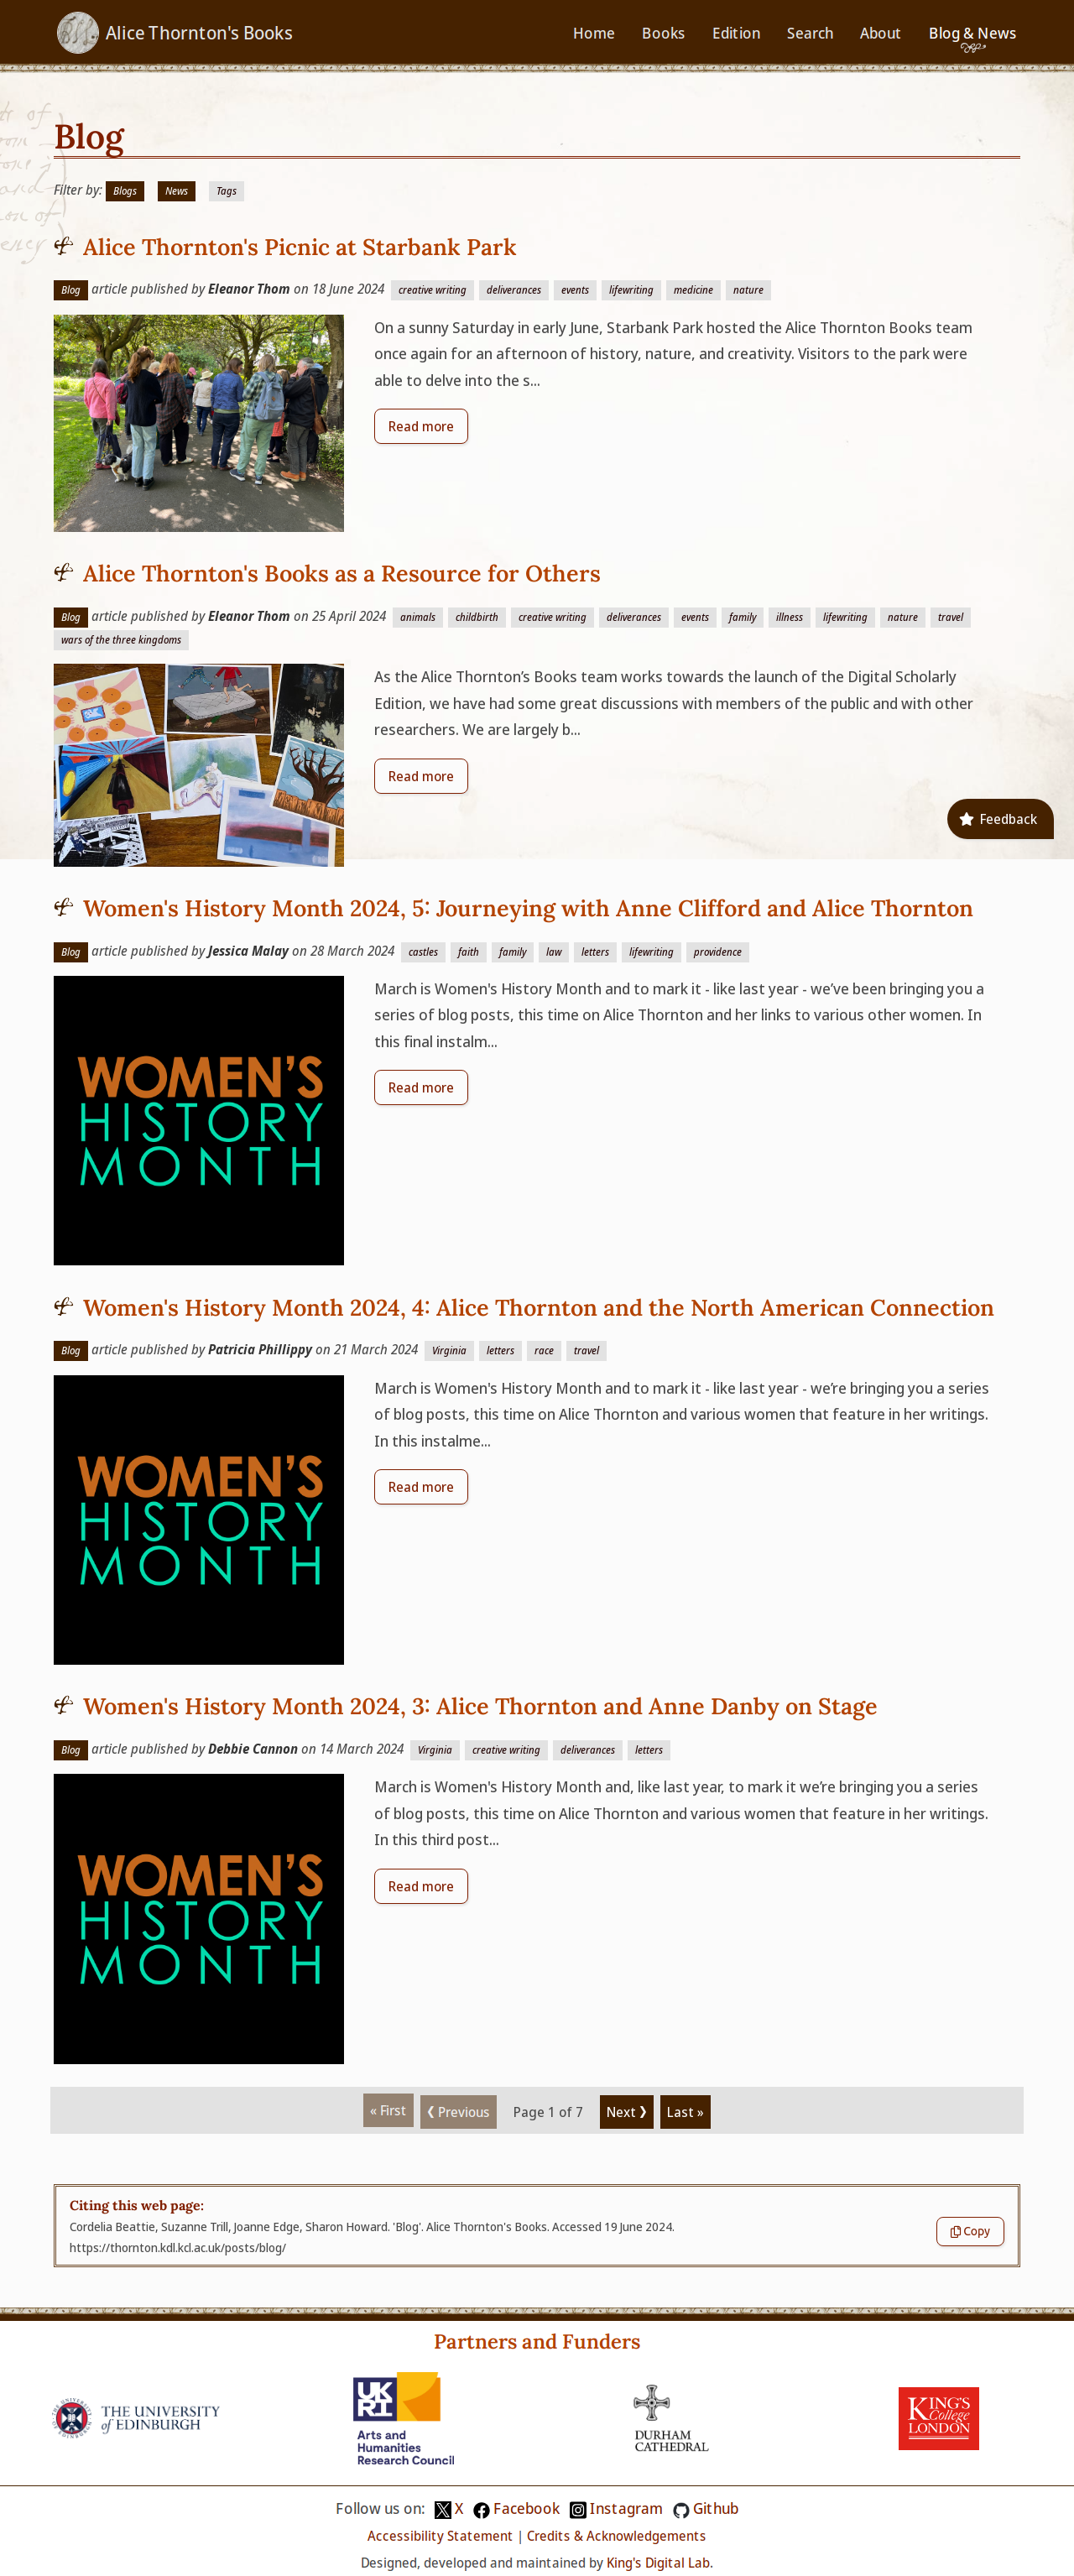 Alice Thornton's Books
Home Books Edition Search About Blog & News
Blog
Filter by: Blogs News Tags
Alice Thornton's Picnic at Starbank Park
Blog article published by Eleanor Thom on 18 June 2024 creative writing deliverances events lifewriting medicine nature
On a sunny Saturday in early June, Starbank Park hosted the Alice Thornton Books team
once again for an afternoon of history, nature, and creativity. Visitors to the park were
able to delve into the s...
Read more
Alice Thornton's Books as a Resource for Others
Blog article published by Eleanor Thom on 25 April 2024 animals childbirth creative writing deliverances events family illness lifewriting nature travel
wars of the three kingdoms
As the Alice Thornton’s Books team works towards the launch of the Digital Scholarly
Edition, we have had some great discussions with members of the public and with other
researchers. We are largely b...
Read more
Feedback
Women's History Month 2024, 5: Journeying with Anne Clifford and Alice Thornton
Blog article published by Jessica Malay on 28 March 2024 castles faith family law letters lifewriting providence
WOMEN'S
HISTORY
MONTH
March is Women's History Month and to mark it - like last year - we’ve been bringing you a
series of blog posts, this time on Alice Thornton and her links to various other women. In
this final instalm...
Read more
Women's History Month 2024, 4: Alice Thornton and the North American Connection
Blog article published by Patricia Phillippy on 21 March 2024 Virginia letters race travel
WOMEN'S
HISTORY
MONTH
March is Women's History Month and to mark it - like last year - we’re bringing you a series
of blog posts, this time on Alice Thornton and various women that feature in her writings.
In this instalme...
Read more
Women's History Month 2024, 3: Alice Thornton and Anne Danby on Stage
Blog article published by Debbie Cannon on 14 March 2024 Virginia creative writing deliverances letters
WOMEN'S
HISTORY
MONTH
March is Women's History Month and, like last year, to mark it we’re bringing you a series
of blog posts, this time on Alice Thornton and various women that feature in her writings.
In this third post...
Read more
« First ❮ Previous Page 1 of 7 Next ❯ Last »
Citing this web page:
Cordelia Beattie, Suzanne Trill, Joanne Edge, Sharon Howard. 'Blog'. Alice Thornton's Books. Accessed 19 June 2024.
https://thornton.kdl.kcl.ac.uk/posts/blog/
Copy
Partners and Funders
THE UNIVERSITY
of EDINBURGH
UK
RI
Arts and
Humanities
Research Council
DURHAM
CATHEDRAL
KING'S
College
LONDON
Follow us on: X Facebook Instagram Github
Accessibility Statement | Credits & Acknowledgements
Designed, developed and maintained by King's Digital Lab.